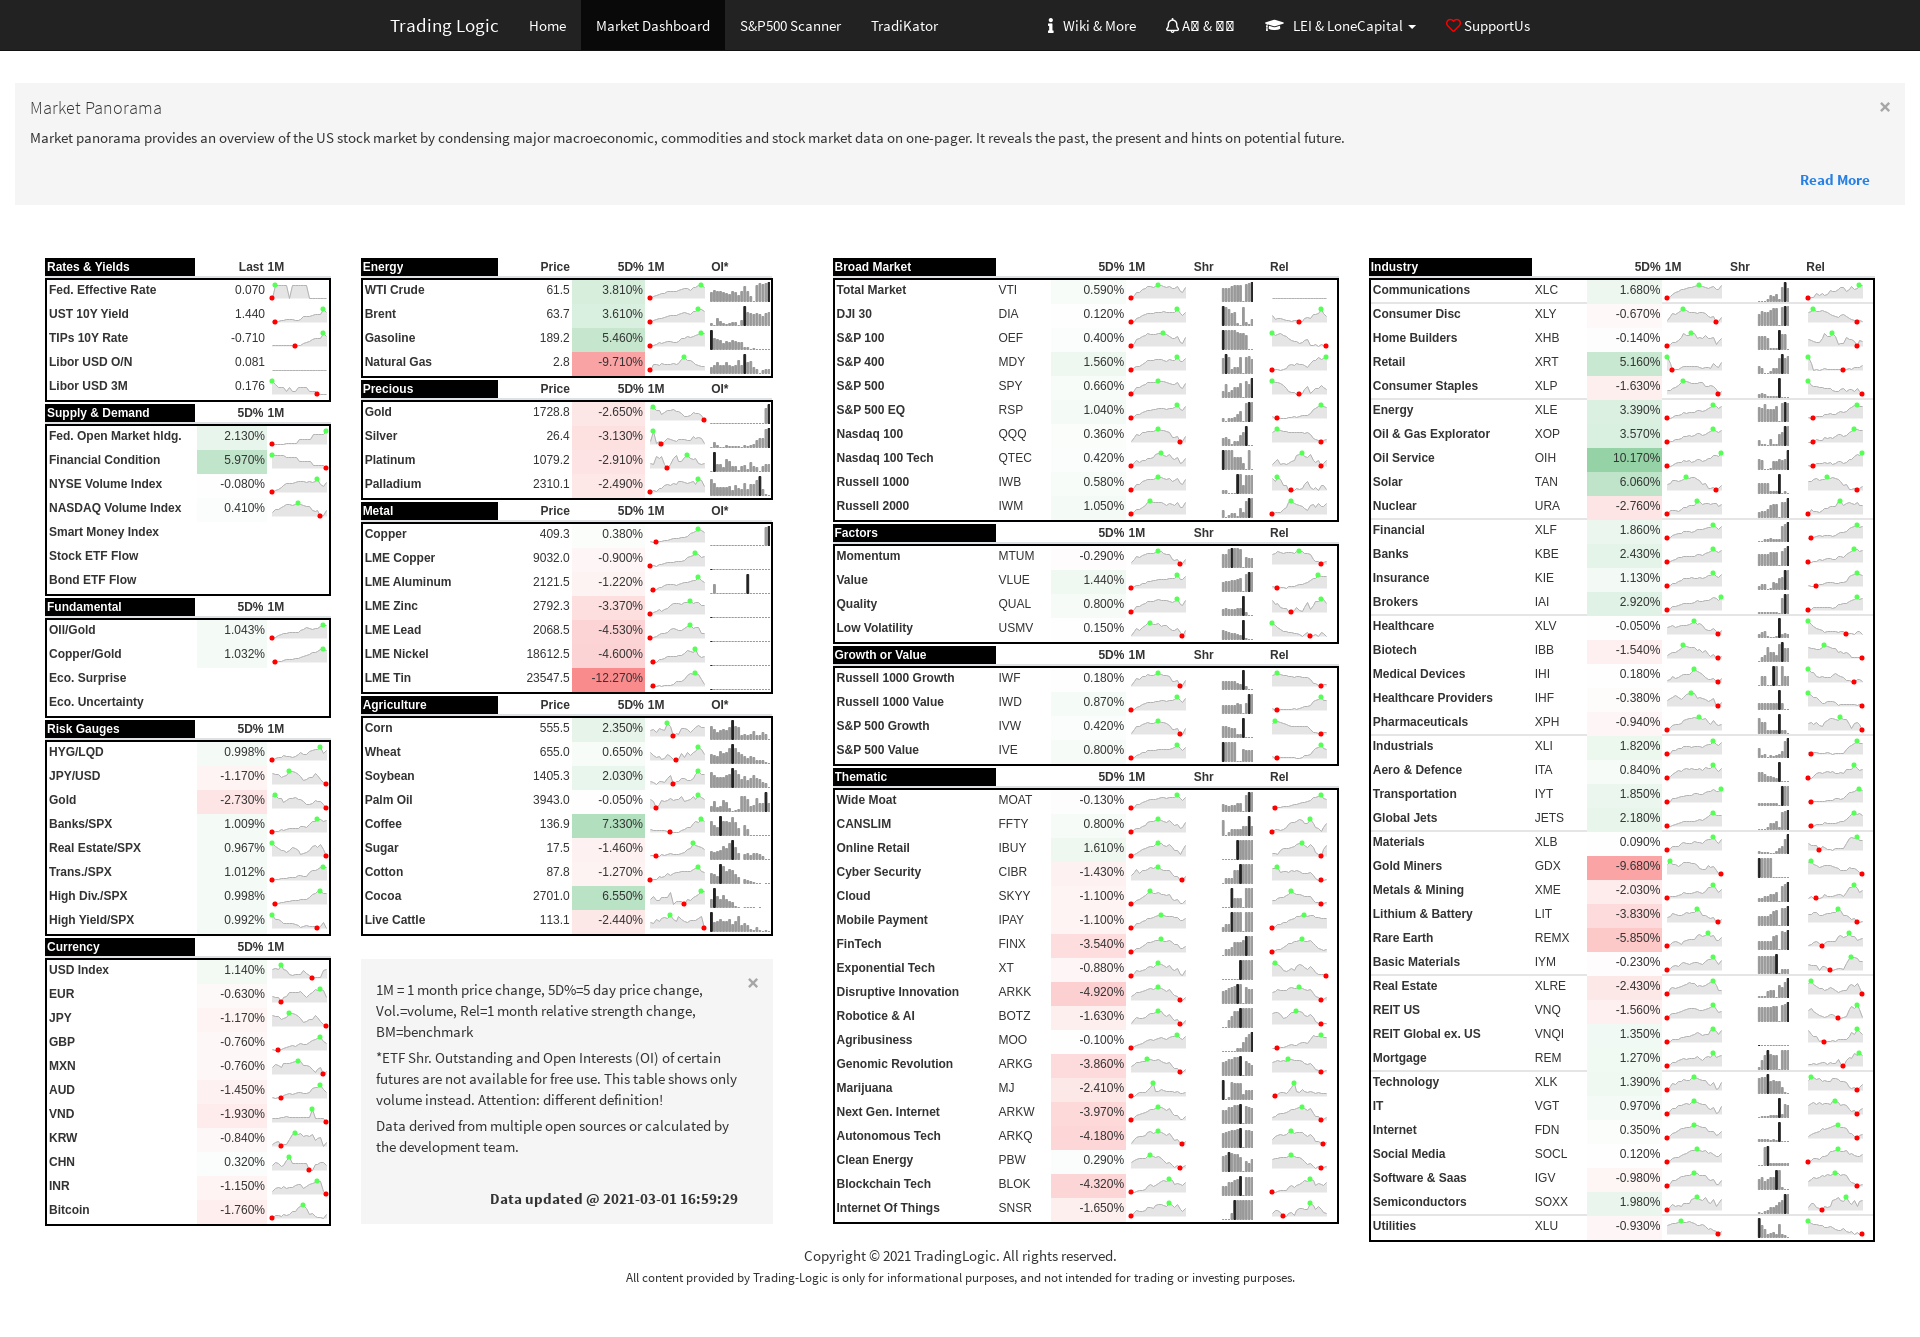 Trading Logic Home Market Dashboard S&P500 Scanner TradiKator Wiki & More & LEI & LoneCapital SupportUs
Market Panorama ×
Market panorama provides an overview of the US stock market by condensing major macroeconomic, commodities and stock market data on one-pager. It reveals the past, the present and hints on potential future.
Read More
Rates & Yields Last 1M
Fed. Effective Rate 0.070
UST 10Y Yield 1.440
TIPs 10Y Rate -0.710
Libor USD O/N 0.081
Libor USD 3M 0.176
Supply & Demand 5D% 1M
Fed. Open Market hldg. 2.130%
Financial Condition 5.970%
NYSE Volume Index -0.080%
NASDAQ Volume Index 0.410%
Smart Money Index
Stock ETF Flow
Bond ETF Flow
Fundamental 5D% 1M
OIl/Gold 1.043%
Copper/Gold 1.032%
Eco. Surprise
Eco. Uncertainty
Risk Gauges 5D% 1M
HYG/LQD 0.998%
JPY/USD -1.170%
Gold -2.730%
Banks/SPX 1.009%
Real Estate/SPX 0.967%
Trans./SPX 1.012%
High Div./SPX 0.998%
High Yield/SPX 0.992%
Currency 5D% 1M
USD Index 1.140%
EUR -0.630%
JPY -1.170%
GBP -0.760%
MXN -0.760%
AUD -1.450%
VND -1.930%
KRW -0.840%
CHN 0.320%
INR -1.150%
Bitcoin -1.760%
Energy Price 5D% 1M OI*
WTI Crude 61.5 3.810%
Brent 63.7 3.610%
Gasoline 189.2 5.460%
Natural Gas 2.8 -9.710%
Precious Price 5D% 1M OI*
Gold 1728.8 -2.650%
Silver 26.4 -3.130%
Platinum 1079.2 -2.910%
Palladium 2310.1 -2.490%
Metal Price 5D% 1M OI*
Copper 409.3 0.380%
LME Copper 9032.0 -0.900%
LME Aluminum 2121.5 -1.220%
LME Zinc 2792.3 -3.370%
LME Lead 2068.5 -4.530%
LME Nickel 18612.5 -4.600%
LME Tin 23547.5 -12.270%
Agriculture Price 5D% 1M OI*
Corn 555.5 2.350%
Wheat 655.0 0.650%
Soybean 1405.3 2.030%
Palm Oil 3943.0 -0.050%
Coffee 136.9 7.330%
Sugar 17.5 -1.460%
Cotton 87.8 -1.270%
Cocoa 2701.0 6.550%
Live Cattle 113.1 -2.440%
×
1M = 1 month price change, 5D%=5 day price change,
Vol.=volume, Rel=1 month relative strength change,
BM=benchmark
*ETF Shr. Outstanding and Open Interests (OI) of certain
futures are not available for free use. This table shows only
volume instead. Attention: different definition!
Data derived from multiple open sources or calculated by
the development team.
Data updated @ 2021-03-01 16:59:29
Broad Market 5D% 1M Shr Rel
Total Market VTI 0.590%
DJI 30 DIA 0.120%
S&P 100 OEF 0.400%
S&P 400 MDY 1.560%
S&P 500 SPY 0.660%
S&P 500 EQ RSP 1.040%
Nasdaq 100 QQQ 0.360%
Nasdaq 100 Tech QTEC 0.420%
Russell 1000 IWB 0.580%
Russell 2000 IWM 1.050%
Factors 5D% 1M Shr Rel
Momentum MTUM -0.290%
Value VLUE 1.440%
Quality QUAL 0.800%
Low Volatility USMV 0.150%
Growth or Value 5D% 1M Shr Rel
Russell 1000 Growth IWF 0.180%
Russell 1000 Value IWD 0.870%
S&P 500 Growth IVW 0.420%
S&P 500 Value IVE 0.800%
Thematic 5D% 1M Shr Rel
Wide Moat MOAT -0.130%
CANSLIM FFTY 0.800%
Online Retail IBUY 1.610%
Cyber Security CIBR -1.430%
Cloud SKYY -1.100%
Mobile Payment IPAY -1.100%
FinTech FINX -3.540%
Exponential Tech XT -0.880%
Disruptive Innovation ARKK -4.920%
Robotice & AI BOTZ -1.630%
Agribusiness MOO -0.100%
Genomic Revolution ARKG -3.860%
Marijuana MJ -2.410%
Next Gen. Internet ARKW -3.970%
Autonomous Tech ARKQ -4.180%
Clean Energy PBW 0.290%
Blockchain Tech BLOK -4.320%
Internet Of Things SNSR -1.650%
Industry 5D% 1M Shr Rel
Communications XLC 1.680%
Consumer Disc XLY -0.670%
Home Builders XHB -0.140%
Retail XRT 5.160%
Consumer Staples XLP -1.630%
Energy XLE 3.390%
Oil & Gas Explorator XOP 3.570%
Oil Service OIH 10.170%
Solar TAN 6.060%
Nuclear URA -2.760%
Financial XLF 1.860%
Banks KBE 2.430%
Insurance KIE 1.130%
Brokers IAI 2.920%
Healthcare XLV -0.050%
Biotech IBB -1.540%
Medical Devices IHI 0.180%
Healthcare Providers IHF -0.380%
Pharmaceuticals XPH -0.940%
Industrials XLI 1.820%
Aero & Defence ITA 0.840%
Transportation IYT 1.850%
Global Jets JETS 2.180%
Materials XLB 0.090%
Gold Miners GDX -9.680%
Metals & Mining XME -2.030%
Lithium & Battery LIT -3.830%
Rare Earth REMX -5.850%
Basic Materials IYM -0.230%
Real Estate XLRE -2.430%
REIT US VNQ -1.560%
REIT Global ex. US VNQI 1.350%
Mortgage REM 1.270%
Technology XLK 1.390%
IT VGT 0.970%
Internet FDN 0.350%
Social Media SOCL 0.120%
Software & Saas IGV -0.980%
Semiconductors SOXX 1.980%
Utilities XLU -0.930%
Copyright © 2021 TradingLogic. All rights reserved.
All content provided by Trading-Logic is only for informational purposes, and not intended for trading or investing purposes.